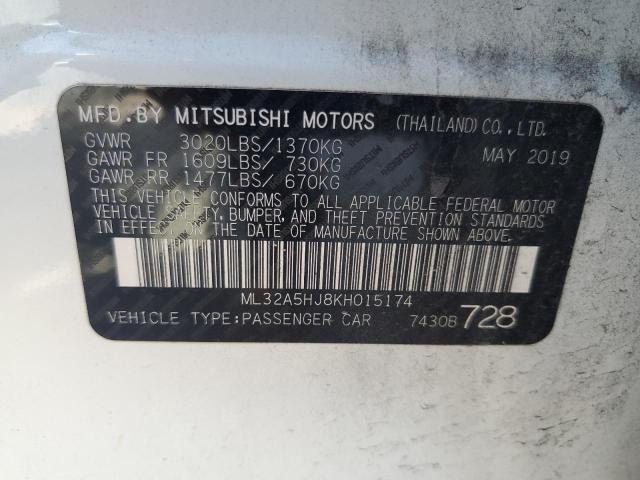 MFD.BY MITSUBISHI MOTORS (THAILAND) CO.,LTD.
GVWR 3020LBS/1370KG MAY 2019
GAWR FR 1609LBS/ 730KG
GAWR RR 1477LBS/ 670KG
THIS VEHICLE CONFORMS TO ALL APPLICABLE FEDERAL MOTOR
VEHICLE SAFETY, BUMPER, AND THEFT PREVENTION STANDARDS
IN EFFECT ON THE DATE OF MANUFACTURE SHOWN ABOVE.
ML32A5HJ8KH015174
VEHICLE TYPE:PASSENGER CAR 7430B 728